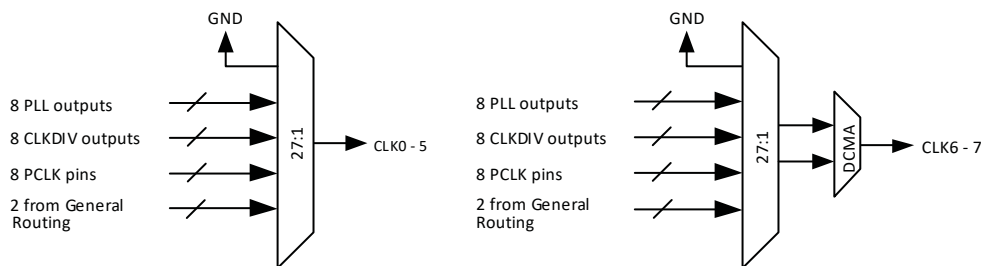 GND
8 PLL outputs
8 CLKDIV outputs
8 PCLK pins
2 from General
Routing
27:1
CLK0 - 5
GND
8 PLL outputs
8 CLKDIV outputs
8 PCLK pins
2 from General
Routing
27:1
DCMA
CLK6 - 7